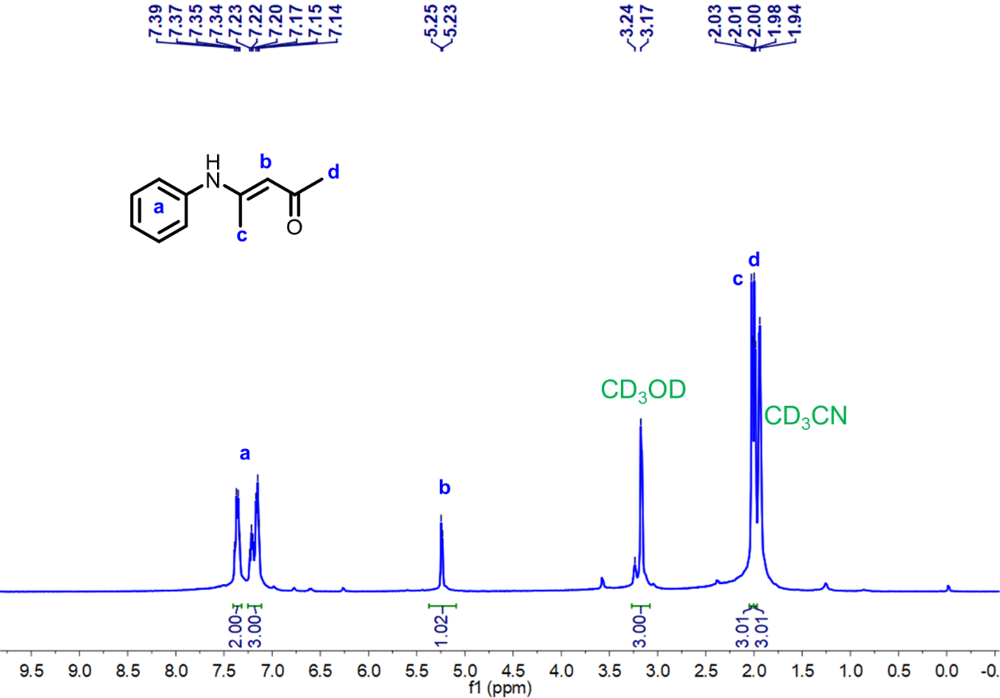 7.39 7.37 7.35 7.34 7.23 7.22 7.20 7.17 7.15 7.14 5.25 5.23 3.24 3.17 2.03 2.01 2.00 1.98 1.94
H
N
b
d
a
c
O
d
c
CD3OD
CD3CN
a
b
2.00 3.00 1.02 3.00 3.01 3.01
9.5 9.0 8.5 8.0 7.5 7.0 6.5 6.0 5.5 5.0 4.5 4.0 3.5 3.0 2.5 2.0 1.5 1.0 0.5 0.0 -0.
f1 (ppm)